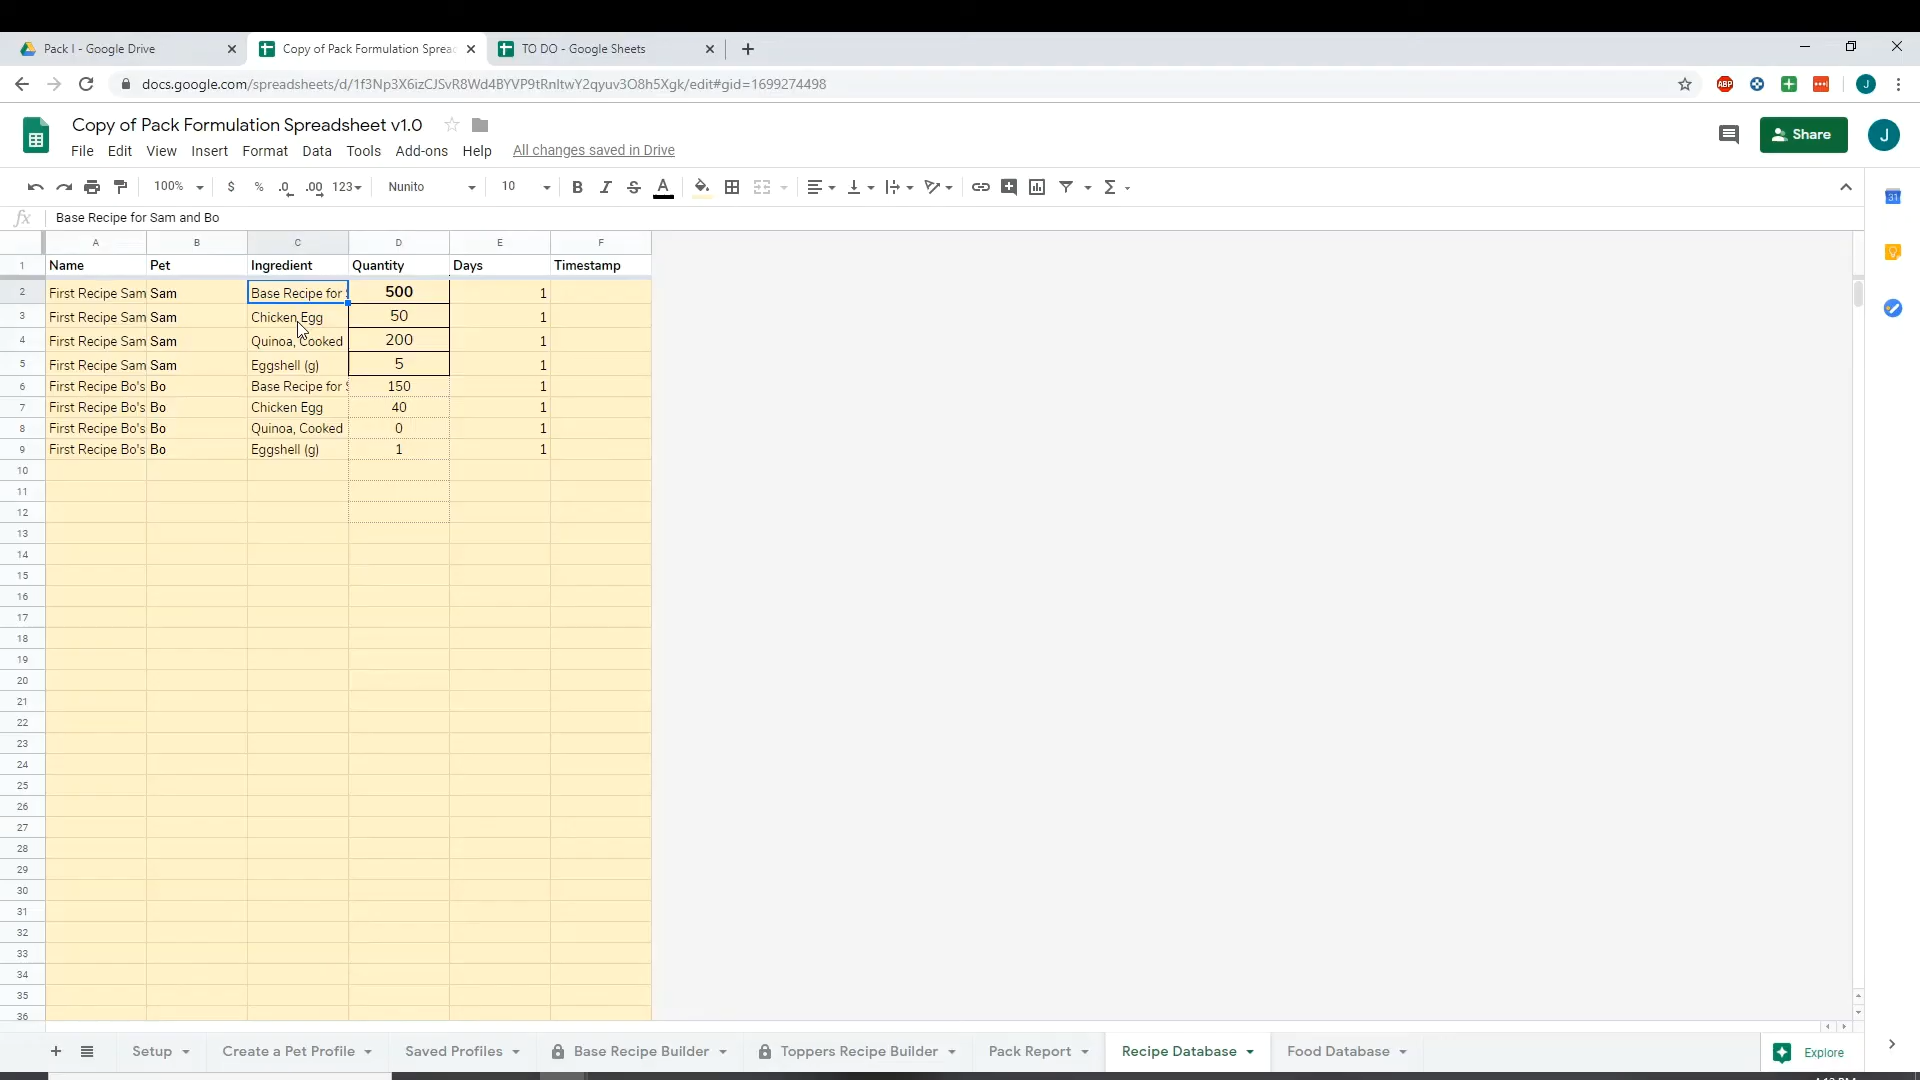 Pack I - Google Drive
Copy of Pack Formulation Sprea
TO DO - Google Sheets
docs.google.com/spreadsheets/d/1f3Np3X6izCJSvR8Wd4BYVP9tRnItwY2qyuv3O8h5Xgk/edit#gid=1699274498
ABP
J
Copy of Pack Formulation Spreadsheet v1.0
Share
J
File Edit View Insert Format Data Tools Add-ons Help All changes saved in Drive
100% $ % .0 .00 123 Nunito 10 B I S A Σ
31
fx Base Recipe for Sam and Bo
A B C D E F
1 Name Pet Ingredient Quantity Days Timestamp
2 First Recipe Sam Sam Base Recipe for 500 1
3 First Recipe Sam Sam Chicken Egg 50 1
4 First Recipe Sam Sam Quinoa, Cooked 200 1
5 First Recipe Sam Sam Eggshell (g) 5 1
6 First Recipe Bo's Bo Base Recipe for 150 1
7 First Recipe Bo's Bo Chicken Egg 40 1
8 First Recipe Bo's Bo Quinoa, Cooked 0 1
9 First Recipe Bo's Bo Eggshell (g) 1 1
10
11
12
13
14
15
16
17
18
19
20
21
22
23
24
25
26
27
28
29
30
31
32
33
34
35
36
Setup Create a Pet Profile Saved Profiles Base Recipe Builder Toppers Recipe Builder Pack Report Recipe Database Food Database Explore